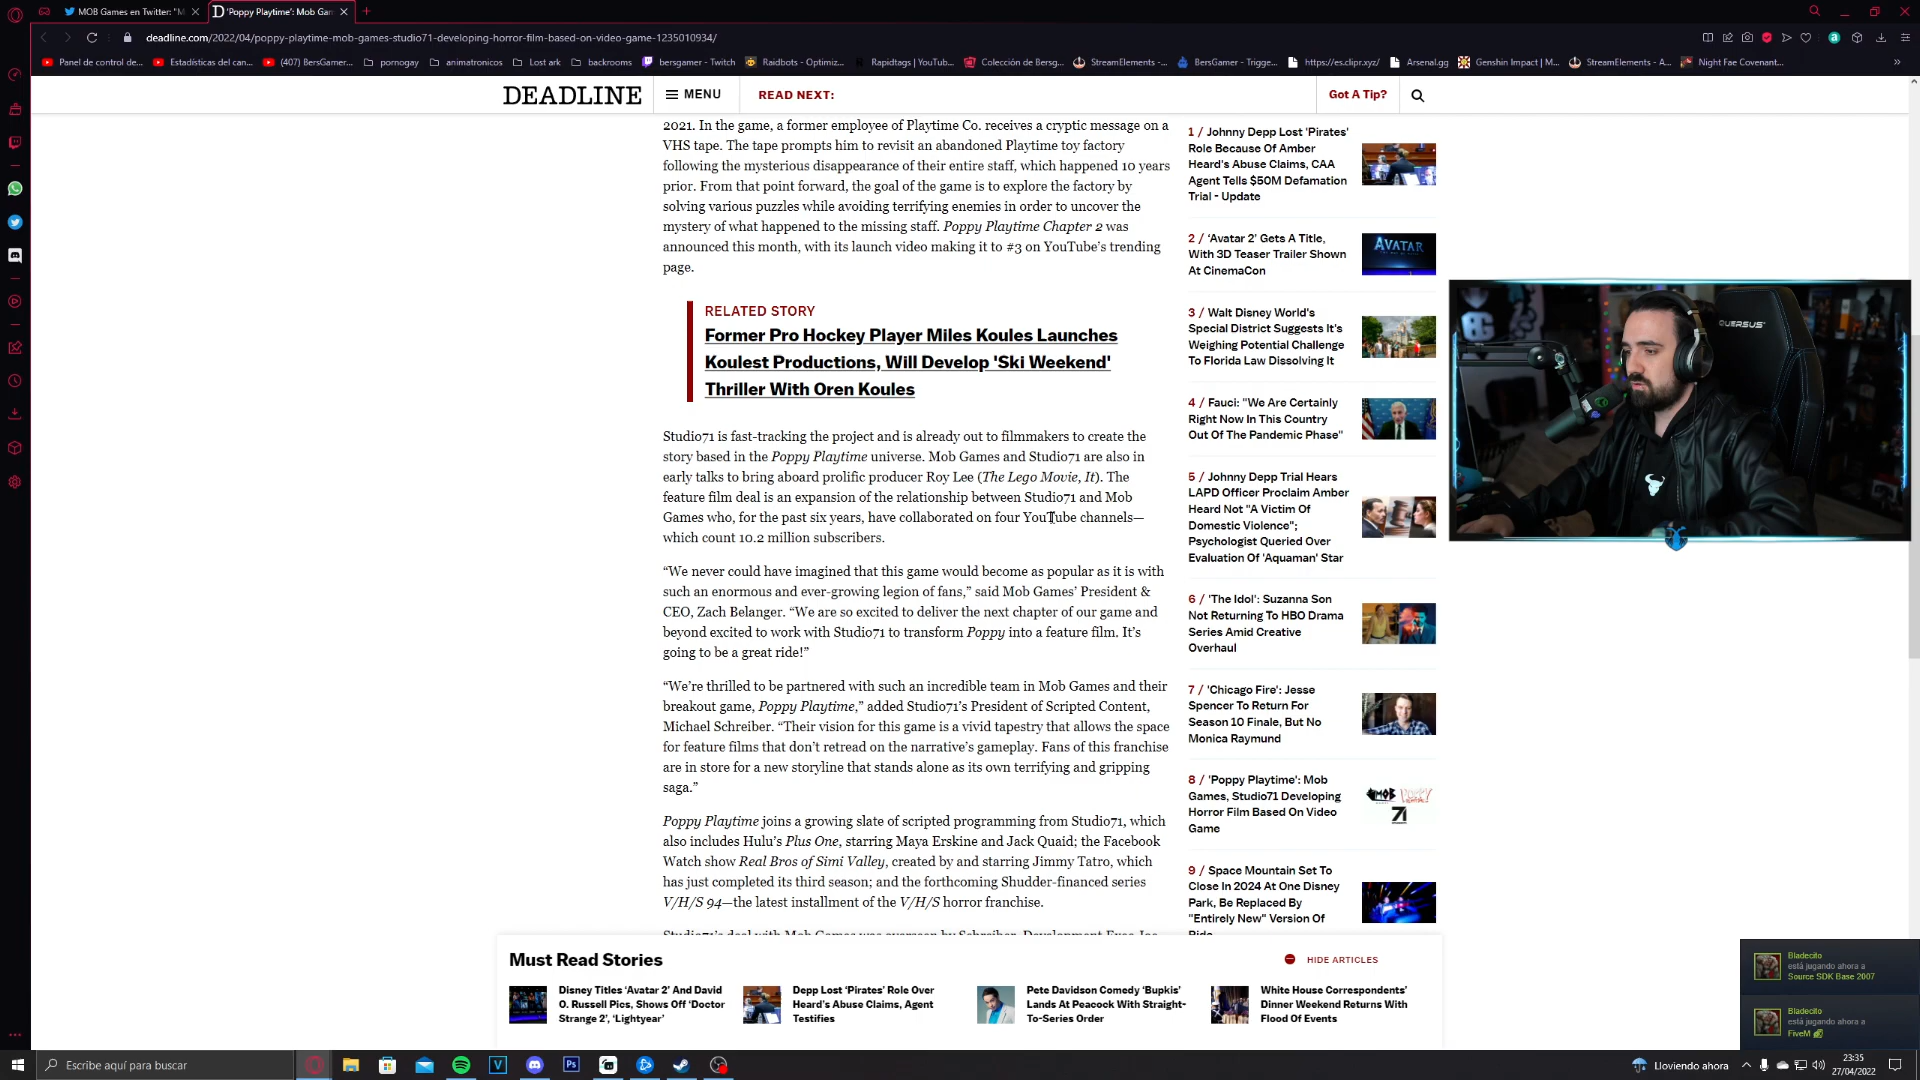 MOB Games en Twitter: "M
'Poppy Playtime': Mob Gam
deadline.com/2022/04/poppy-playtime-mob-games-studio71-developing-horror-film-based-on-video-game-1235010934/
Panel de control de...
Estadísticas del can...
(407) BersGamer...
pornogay
animatronicos
Lost ark
backrooms
bersgamer - Twitch
Raidbots - Optimiz...
Rapidtags | YouTub...
Colección de Bersg...
StreamElements -...
BersGamer - Trigge...
https://es.clipr.xyz/
Arsenal.gg
Genshin Impact | M...
StreamElements - A...
Night Fae Covenant...
DEADLINE
MENU
READ NEXT:
Got A Tip?
2021. In the game, a former employee of Playtime Co. receives a cryptic message on a
VHS tape. The tape prompts him to revisit an abandoned Playtime toy factory
following the mysterious disappearance of their entire staff, which happened 10 years
prior. From that point forward, the goal of the game is to explore the factory by
solving various puzzles while avoiding terrifying enemies in order to uncover the
mystery of what happened to the missing staff. Poppy Playtime Chapter 2 was
announced this month, with its launch video making it to #3 on YouTube's trending
page.
RELATED STORY
Former Pro Hockey Player Miles Koules Launches
Koulest Productions, Will Develop 'Ski Weekend'
Thriller With Oren Koules
Studio71 is fast-tracking the project and is already out to filmmakers to create the
story based in the Poppy Playtime universe. Mob Games and Studio71 are also in
early talks to bring aboard prolific producer Roy Lee (The Lego Movie, It). The
feature film deal is an expansion of the relationship between Studio71 and Mob
Games who, for the past six years, have collaborated on four YouTube channels—
which count 10.2 million subscribers.
“We never could have imagined that this game would become as popular as it is with
such an enormous and ever-growing legion of fans,” said Mob Games’ President &
CEO, Zach Belanger. “We are so excited to deliver the next chapter of our game and
beyond excited to work with Studio71 to transform Poppy into a feature film. It’s
going to be a great ride!”
“We’re thrilled to be partnered with such an incredible team in Mob Games and their
breakout game, Poppy Playtime,” added Studio71’s President of Scripted Content,
Michael Schreiber. “Their vision for this game is a vivid tapestry that allows the space
for feature films that don’t retread on the narrative’s gameplay. Fans of this franchise
are in store for a new storyline that stands alone as its own terrifying and gripping
saga.”
Poppy Playtime joins a growing slate of scripted programming from Studio71, which
also includes Hulu’s Plus One, starring Maya Erskine and Jack Quaid; the Facebook
Watch show Real Bros of Simi Valley, created by and starring Jimmy Tatro, which
has just completed its third season; and the forthcoming Shudder-financed series
V/H/S 94—the latest installment of the V/H/S horror franchise.
Studio71’s deal with Mob Games was overseen by Schreiber, Development Exec Joe
1 / Johnny Depp Lost 'Pirates'
Role Because Of Amber
Heard's Abuse Claims, CAA
Agent Tells $50M Defamation
Trial - Update
2 / 'Avatar 2' Gets A Title,
With 3D Teaser Trailer Shown
At CinemaCon
AVATAR
3 / Walt Disney World's
Special District Suggests It's
Weighing Potential Challenge
To Florida Law Dissolving It
4 / Fauci: "We Are Certainly
Right Now In This Country
Out Of The Pandemic Phase"
5 / Johnny Depp Trial Hears
LAPD Officer Proclaim Amber
Heard Not "A Victim Of
Domestic Violence";
Psychologist Queried Over
Evaluation Of 'Aquaman' Star
6 / 'The Idol': Suzanna Son
Not Returning To HBO Drama
Series Amid Creative
Overhaul
7 / 'Chicago Fire': Jesse
Spencer To Return For
Season 10 Finale, But No
Monica Raymund
8 / 'Poppy Playtime': Mob
Games, Studio71 Developing
Horror Film Based On Video
Game
MOB
71
9 / Space Mountain Set To
Close In 2024 At One Disney
Park, Be Replaced By
"Entirely New" Version Of
Ride
QUERSUS
Must Read Stories
HIDE ARTICLES
Disney Titles ‘Avatar 2’ And David
O. Russell Pics, Shows Off ‘Doctor
Strange 2’, ‘Lightyear’
Depp Lost ‘Pirates’ Role Over
Heard’s Abuse Claims, Agent
Testifies
Pete Davidson Comedy ‘Bupkis’
Lands At Peacock With Straight-
To-Series Order
White House Correspondents’
Dinner Weekend Returns With
Flood Of Events
Bladecito
está jugando ahora a
Source SDK Base 2007
Bladecito
está jugando ahora a
FiveM
Escribe aquí para buscar
Lloviendo ahora
23:35
27/04/2022